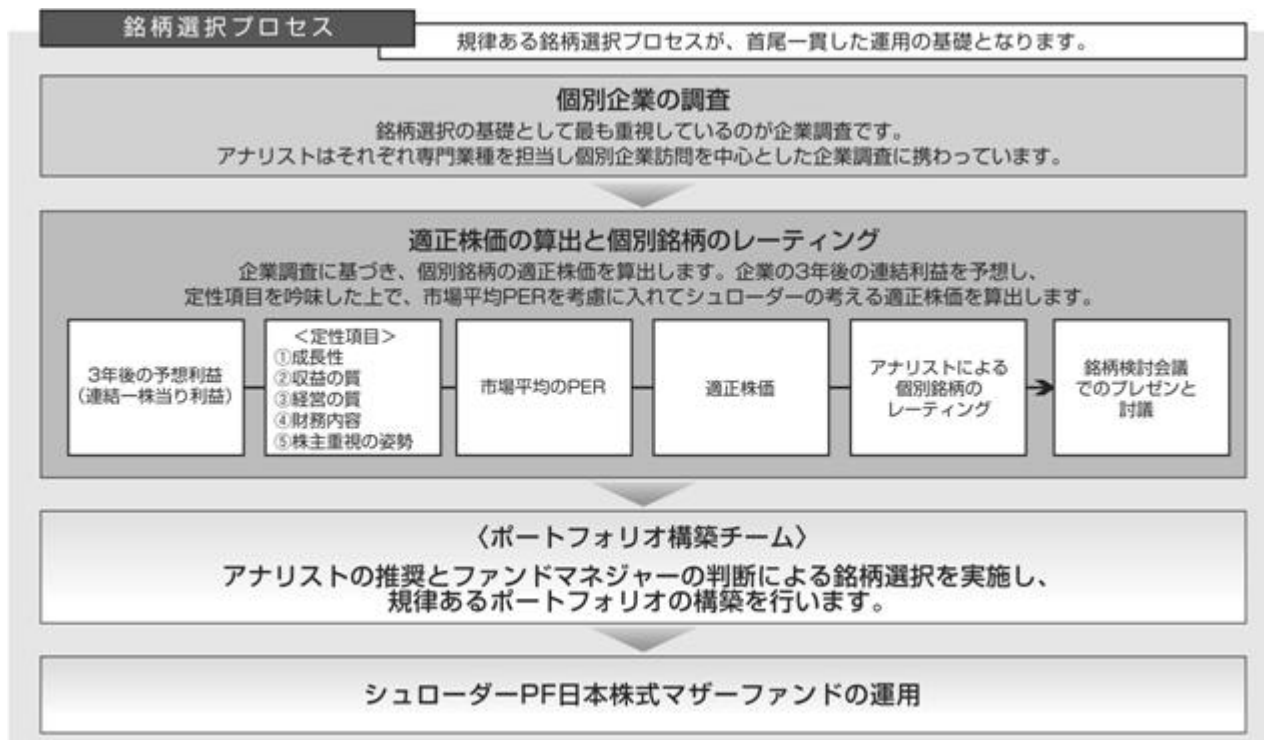 銘柄選択プロセス
規律ある銘柄選択プロセスが、首尾一貫した運用の基礎となります。
個別企業の調査
銘柄選択の基礎として最も重視しているのが企業調査です。
アナリストはそれぞれ専門業種を担当し個別企業訪問を中心とした企業調査に携わっています。
適正株価の算出と個別銘柄のレーティング
企業調査に基づき、個別銘柄の適正株価を算出します。企業の3年後の連結利益を予想し、
定性項目を吟味した上で、市場平均PERを考慮に入れてシュローダーの考える適正株価を算出します。
3年後の予想利益
(連結一株当り利益)
＜定性項目＞
①成長性
②収益の質
③経営の質
④財務内容
⑤株主重視の姿勢
市場平均のPER
適正株価
アナリストによる
個別銘柄の
レーティング
銘柄検討会議
でのプレゼンと
討議
〈ポートフォリオ構築チーム〉
アナリストの推奨とファンドマネジャーの判断による銘柄選択を実施し、
規律あるポートフォリオの構築を行います。
シュローダーPF日本株式マザーファンドの運用